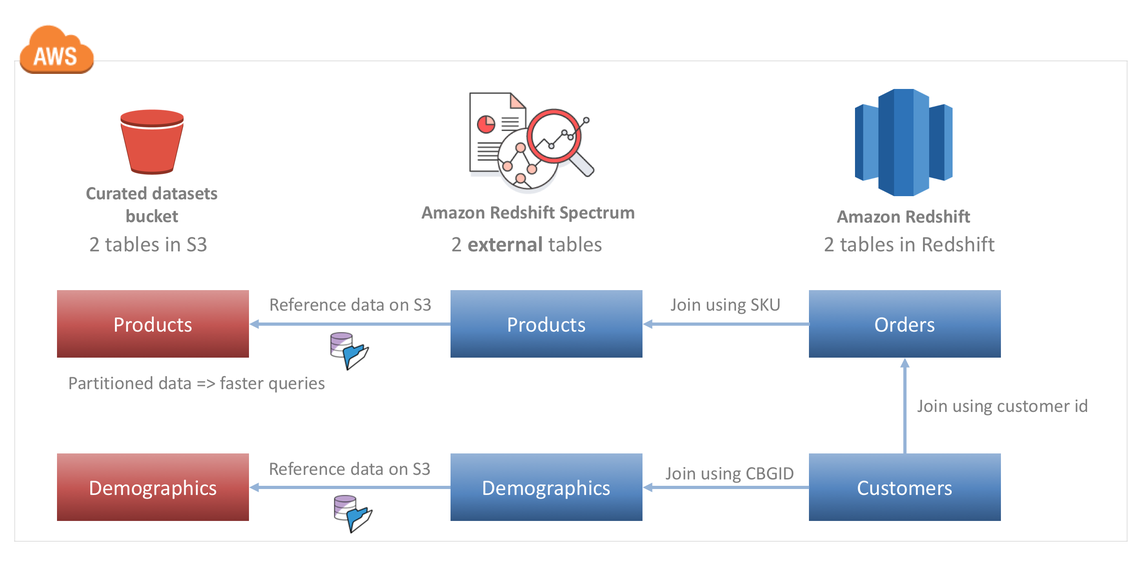 AWS
Curated datasets
bucket
2 tables in S3
Amazon Redshift Spectrum
2 external tables
Amazon Redshift
2 tables in Redshift
Products
Reference data on S3
Products
Join using SKU
Orders
Partitioned data => faster queries
Join using customer id
Demographics
Reference data on S3
Demographics
Join using CBGID
Customers